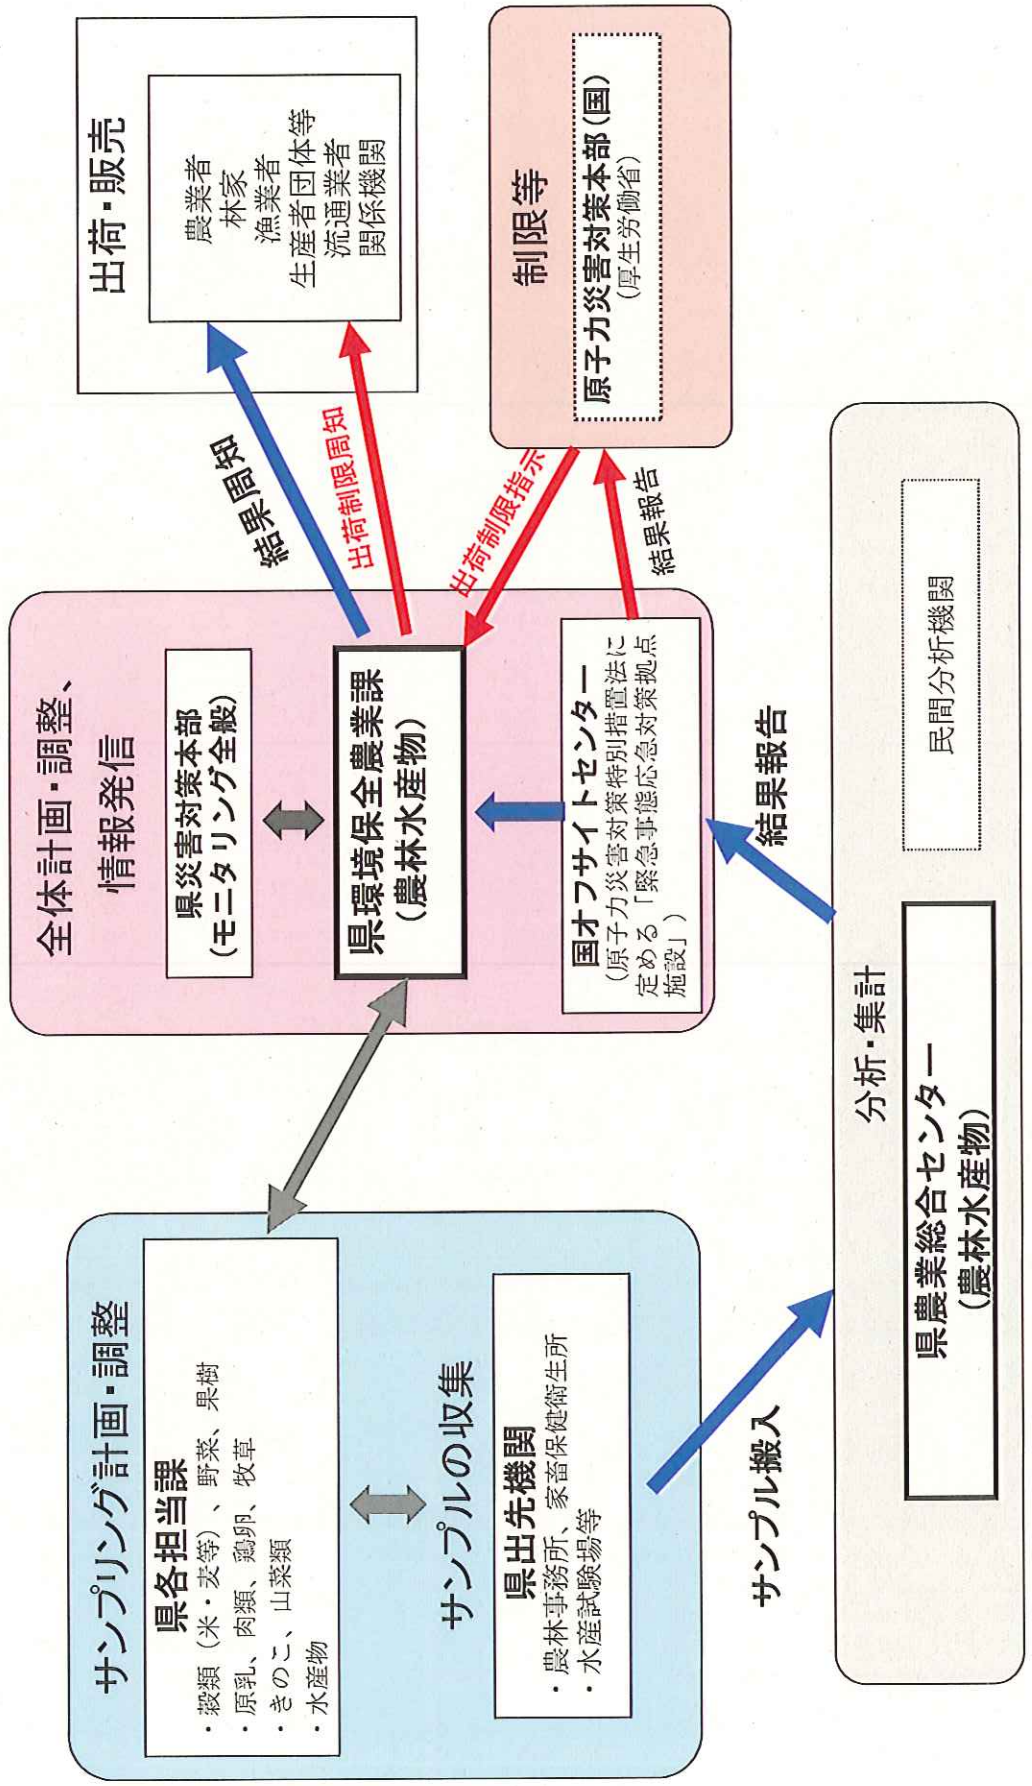 サンプリング計画・調整
県各担当課
・穀類（米・麦等）、野菜、果樹
・原乳、肉類、鶏卵、牧草
・きのこ、山菜類
・水産物
サンプルの収集
県出先機関
・農林事務所、家畜保健衛生所
・水産試験場等
サンプル搬入
全体計画・調整、
情報発信
県災害対策本部
(モニタリング全般)
県環境保全農業課
(農林水産物)
国オフサイトセンター
(原子力災害対策特別措置法に
定める「緊急事態応急対策拠点
施設」)
結果報告
分析・集計
県農業総合センター
(農林水産物)
民間分析機関
結果周知
出荷制限周知
出荷制限指示
結果報告
出荷・販売
農業者
林家
漁業者
生産者団体等
流通業者
関係機関
制限等
原子力災害対策本部(国)
(厚生労働省)